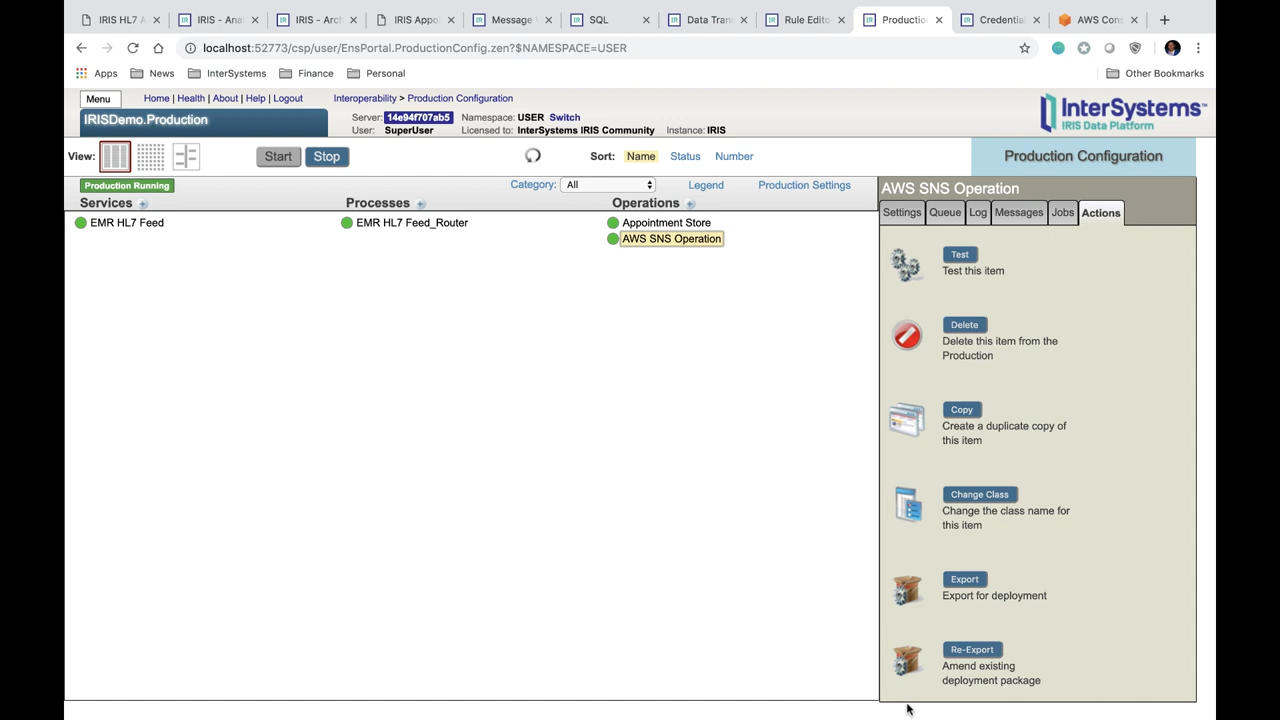 IRIS HL7 A
IRIS - Ana
IRIS - Arc
IRIS Appo
Message
SQL
Data Tran
Rule Edito
Productio
Credentia
AWS Con
localhost:52773/csp/user/EnsPortal.ProductionConfig.zen?$NAMESPACE=USER
Apps News InterSystems Finance Personal Other Bookmarks
Menu Home | Health | About | Help | Logout Interoperability > Production Configuration
IRISDemo.Production
Server: 14e94f707ab5 Namespace: USER Switch
User: SuperUser Licensed to: InterSystems IRIS Community Instance: IRIS
InterSystems
IRIS Data Platform
View: Start Stop Sort: Name Status Number Production Configuration
Production Running Category: All Legend Production Settings
Services Processes Operations
EMR HL7 Feed EMR HL7 Feed_Router Appointment Store
AWS SNS Operation
AWS SNS Operation
Settings Queue Log Messages Jobs Actions
Test
Test this item
Delete
Delete this item from the
Production
Copy
Create a duplicate copy of
this item
Change Class
Change the class name for
this item
Export
Export for deployment
Re-Export
Amend existing
deployment package